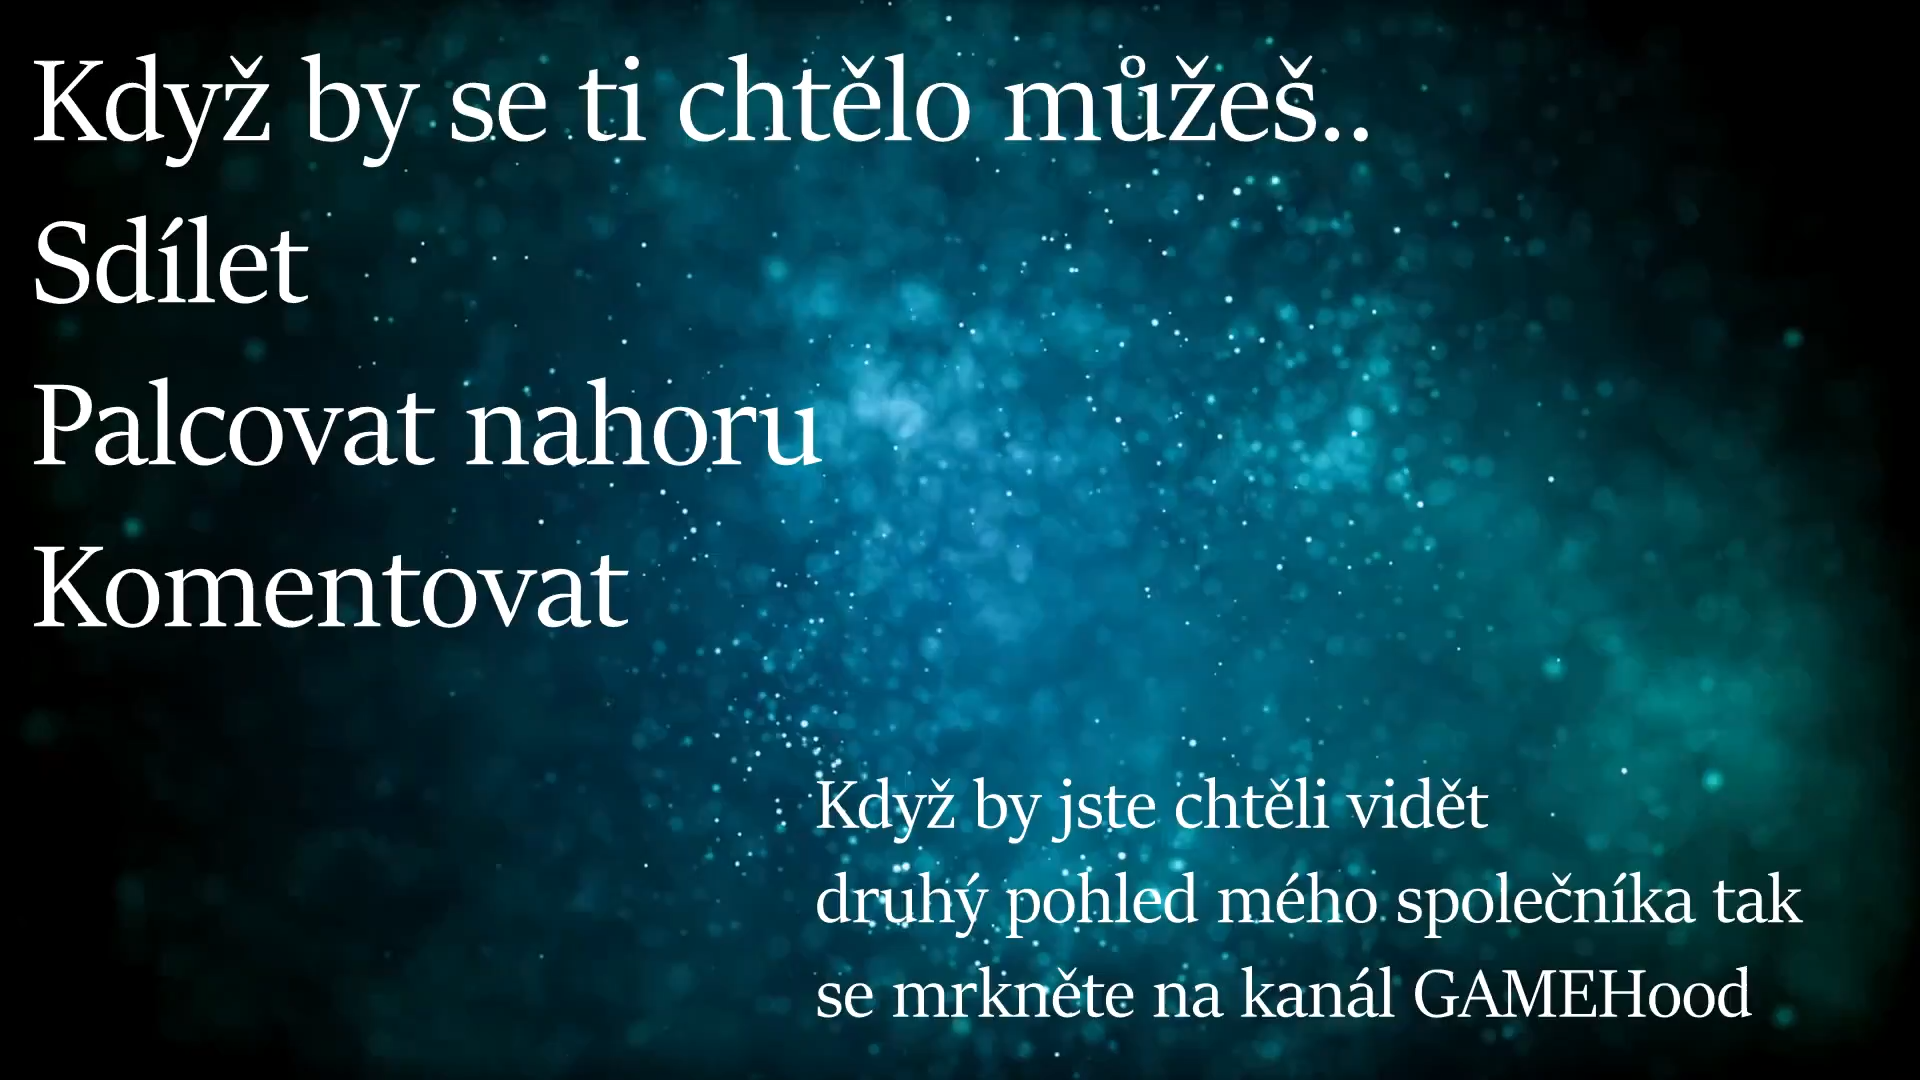 Když by se ti chtělo můžeš..
Sdílet
Palcovat nahoru
Komentovat
Když by jste chtěli vidět
druhý pohled mého společníka tak
se mrkněte na kanál GAMEHood